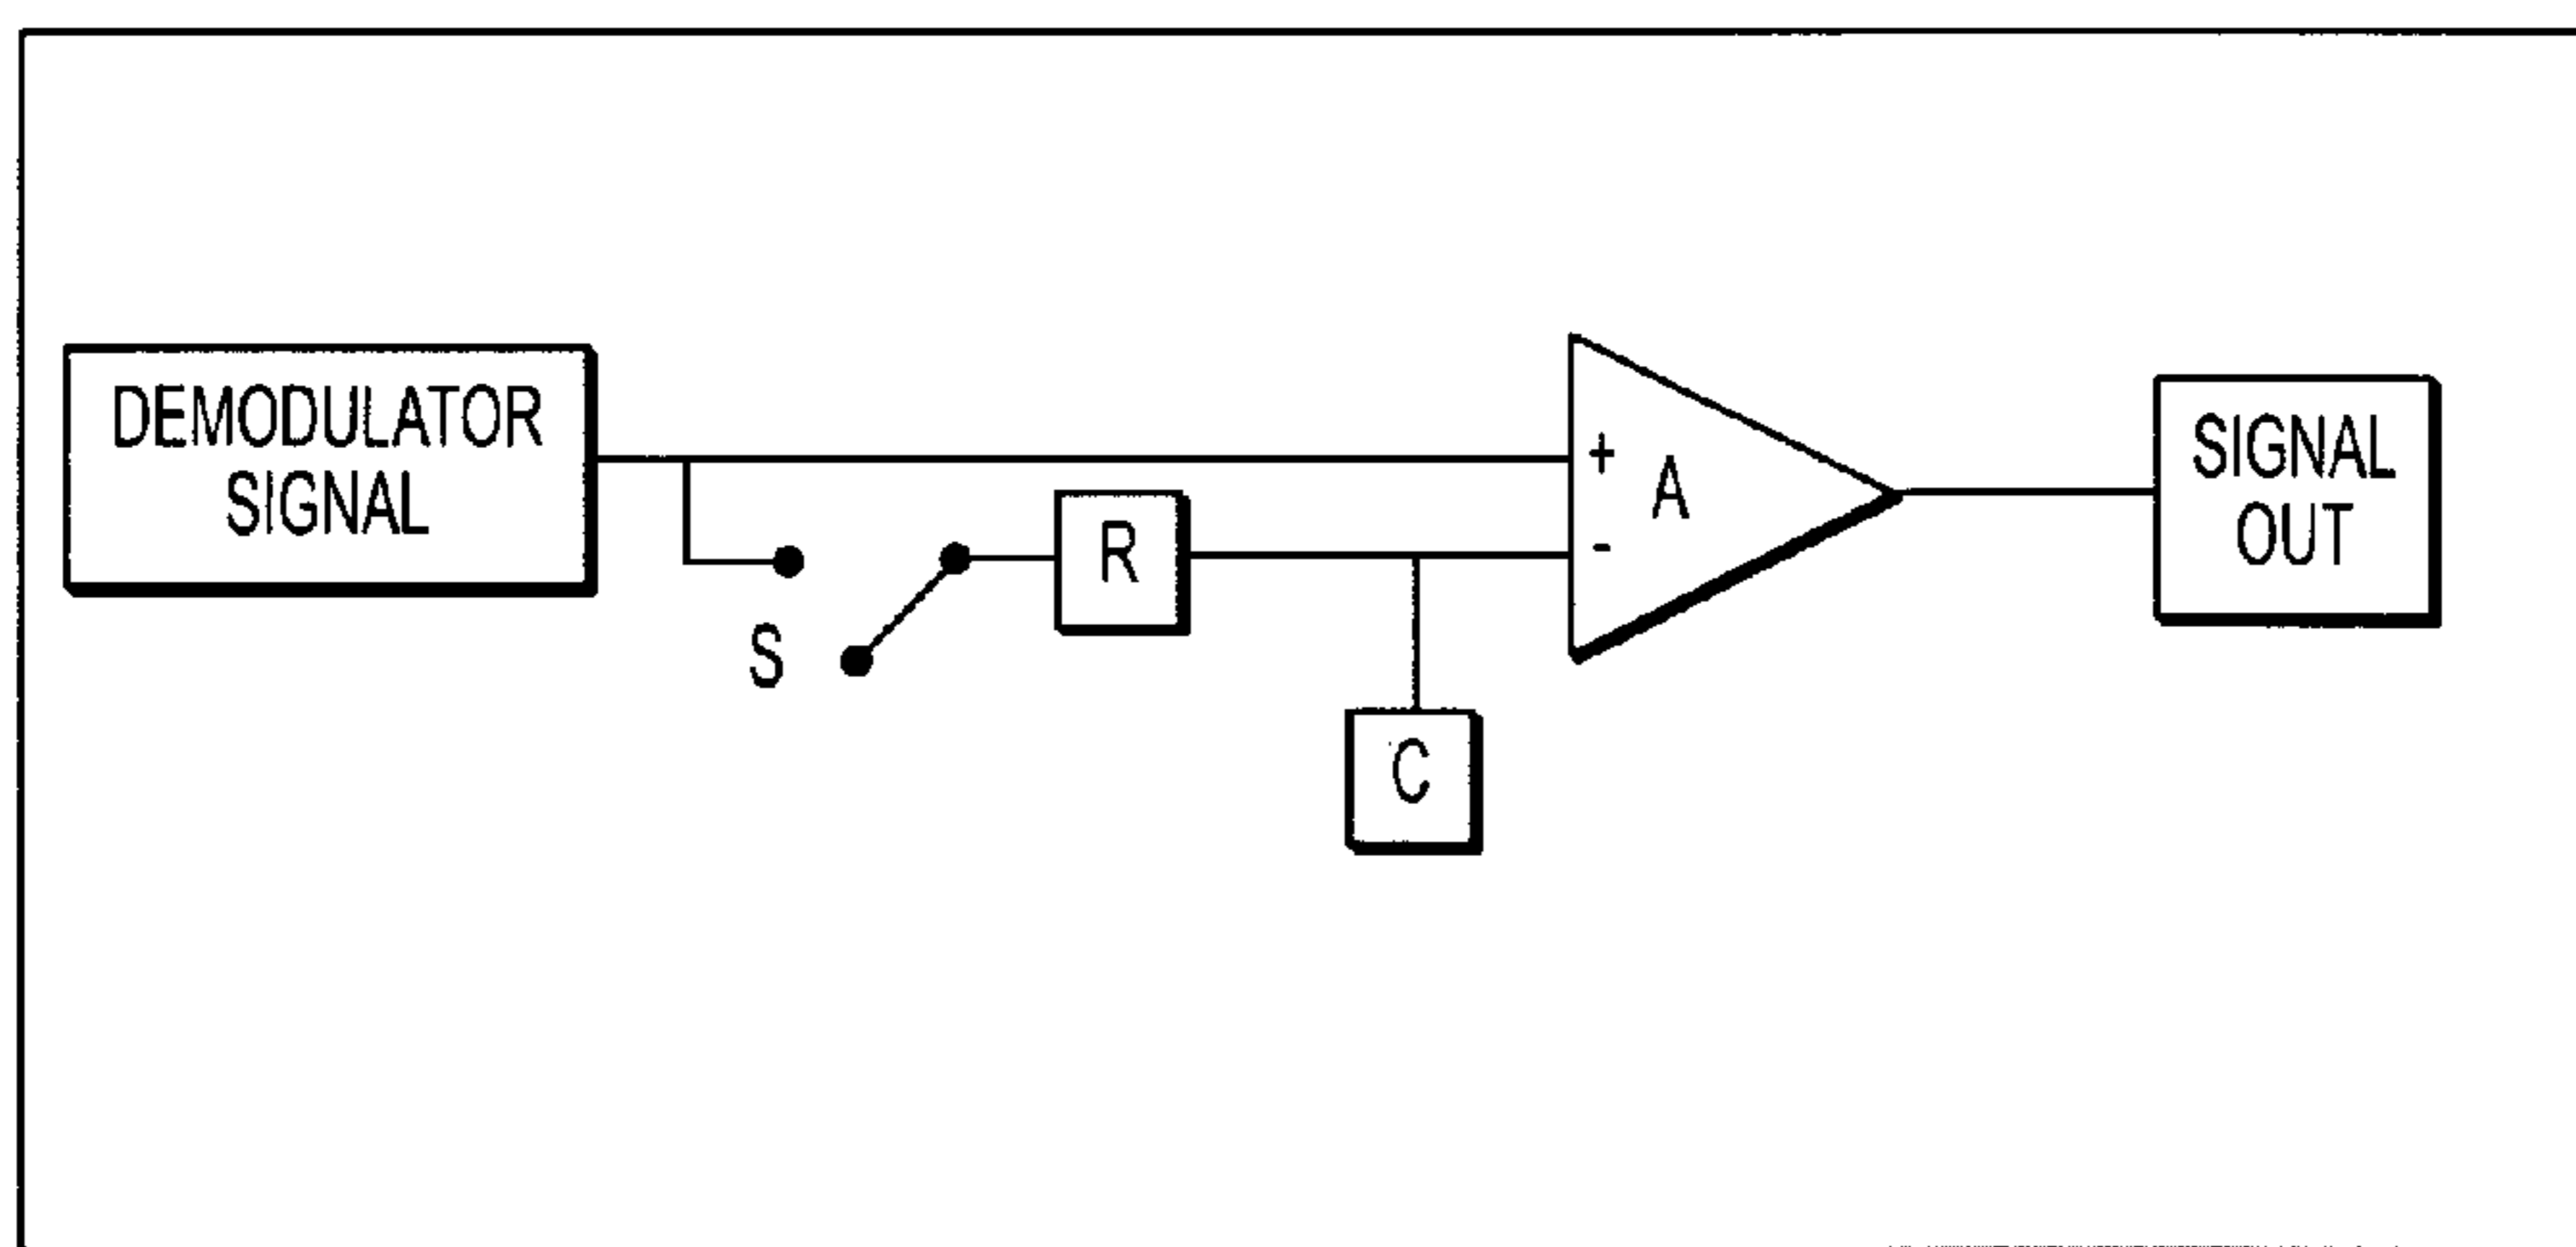 DEMODULATOR
SIGNAL
S
R
C
+
A
-
SIGNAL
OUT